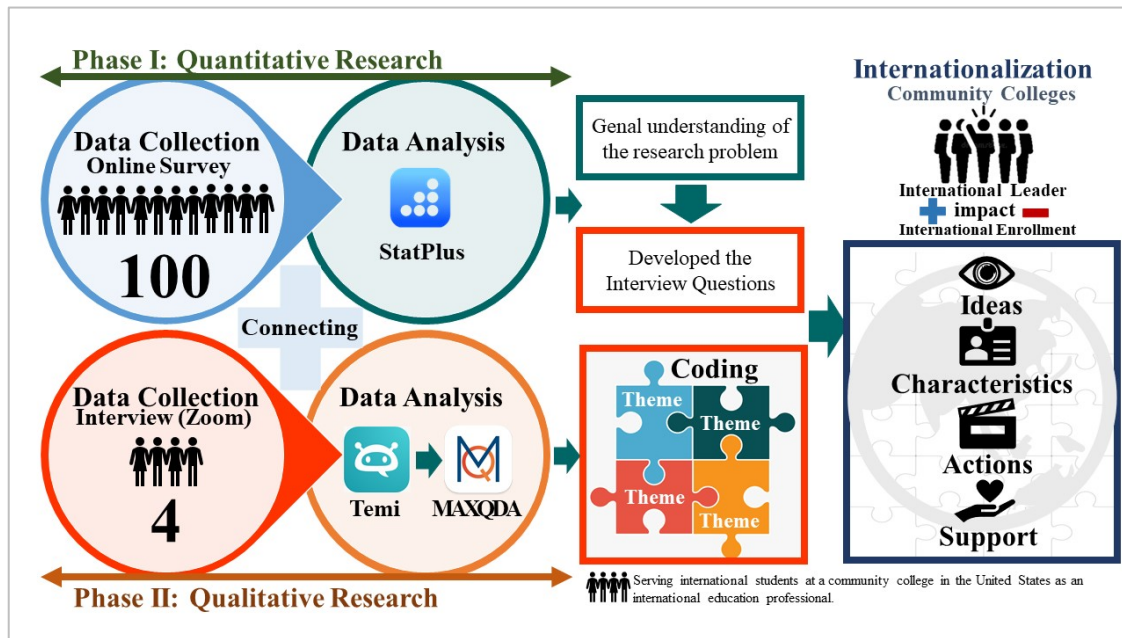 Phase I: Quantitative Research
Data Collection
Online Survey
100
Data Analysis
StatPlus
Genal understanding of
the research problem
Developed the
Interview Questions
Connecting
Data Collection
Interview (Zoom)
4
Data Analysis
Temi
MAXQDA
Coding
Theme
Theme
Theme
Theme
Phase II: Qualitative Research
Internationalization
Community Colleges
International Leader
impact
International Enrollment
Ideas
Characteristics
Actions
Support
Serving international students at a community college in the United States as an
international education professional.